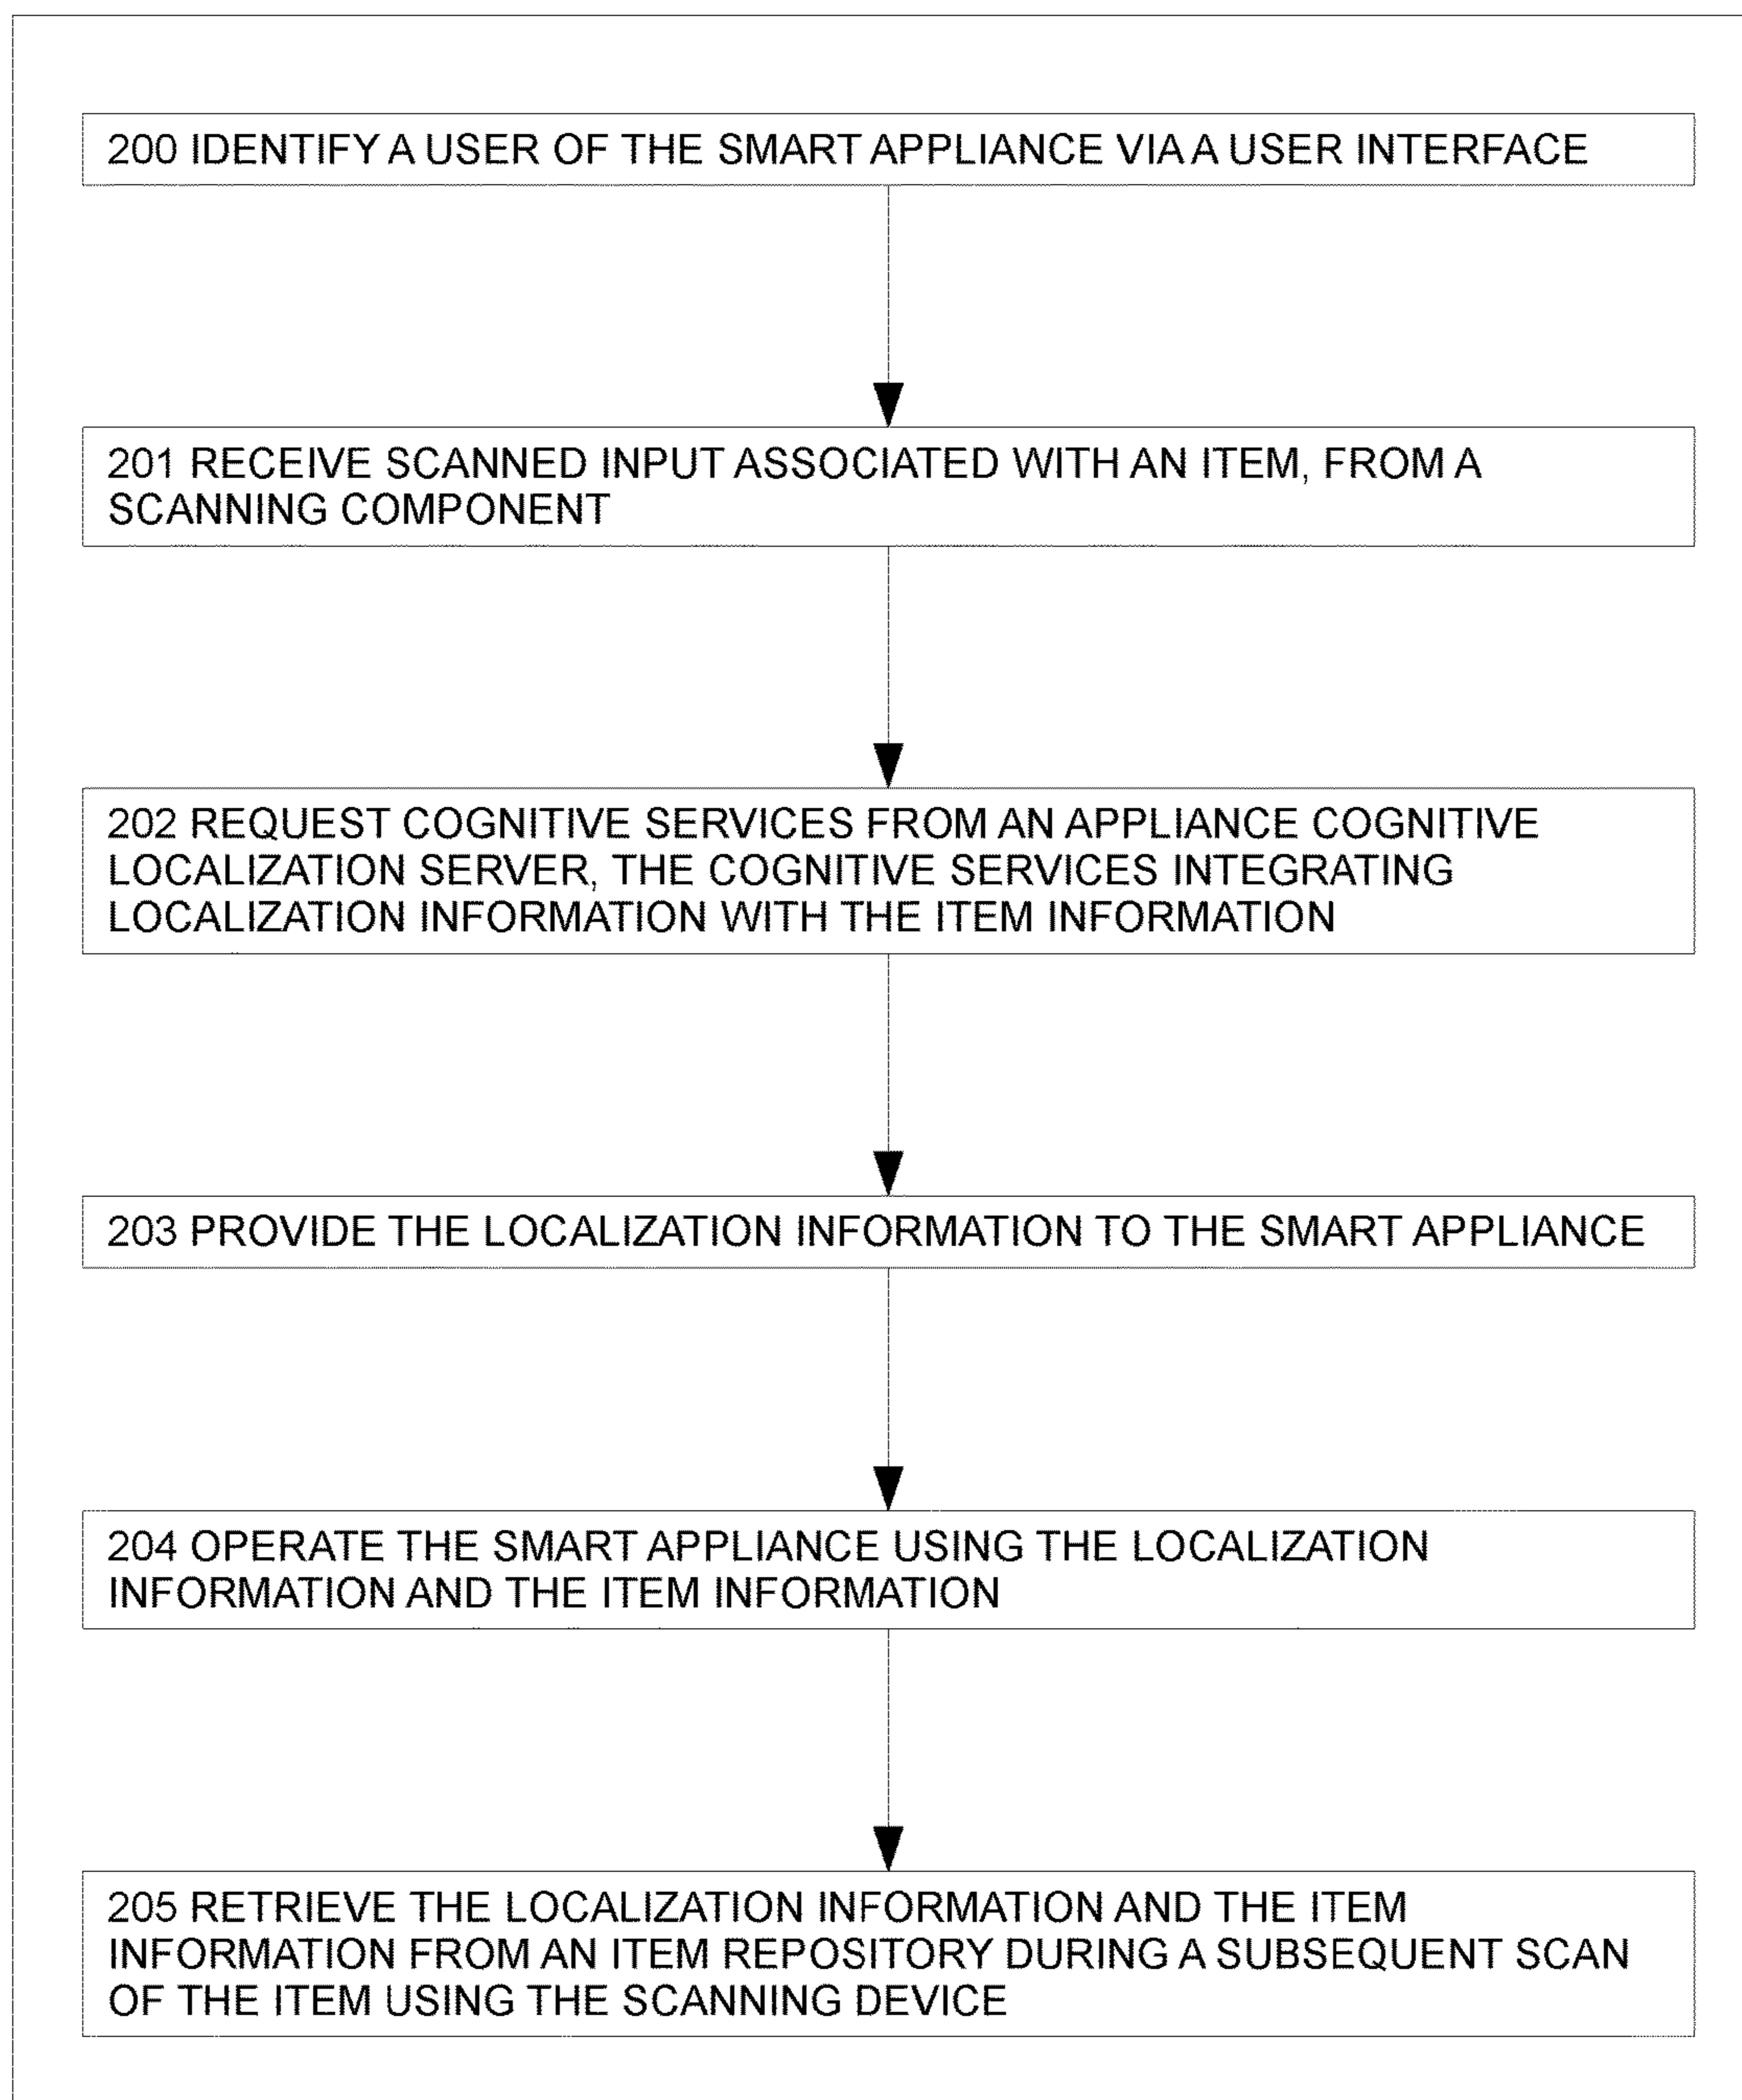 200 IDENTIFY A USER OF THE SMART APPLIANCE VIA A USER INTERFACE
201 RECEIVE SCANNED INPUT ASSOCIATED WITH AN ITEM, FROM A
SCANNING COMPONENT
202 REQUEST COGNITIVE SERVICES FROM AN APPLIANCE COGNITIVE
LOCALIZATION SERVER, THE COGNITIVE SERVICES INTEGRATING
LOCALIZATION INFORMATION WITH THE ITEM INFORMATION
203 PROVIDE THE LOCALIZATION INFORMATION TO THE SMART APPLIANCE
204 OPERATE THE SMART APPLIANCE USING THE LOCALIZATION
INFORMATION AND THE ITEM INFORMATION
205 RETRIEVE THE LOCALIZATION INFORMATION AND THE ITEM
INFORMATION FROM AN ITEM REPOSITORY DURING A SUBSEQUENT SCAN
OF THE ITEM USING THE SCANNING DEVICE